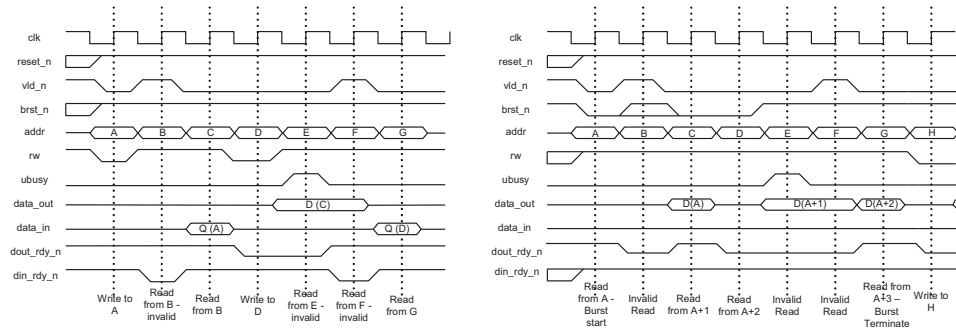 clk
reset_n
vld_n
brst_n
addr A B C D E F G
rw
ubusy
data_out D (C)
data_in Q (A) Q (D)
dout_rdy_n
din_rdy_n
Write to A
Read from B - invalid
Read from B
Write to D
Read from E - invalid
Read from F - invalid
Read from G
clk
reset_n
vld_n
brst_n
addr A B C D E F G H
rw
ubusy
data_out D(A) D(A+1) D(A+2)
data_in
dout_rdy_n
din_rdy_n
Read from A - Burst start
Invalid Read
Read from A+1
Read from A+2
Invalid Read
Invalid Read
Read from A+3 – Burst Terminate
Write to H